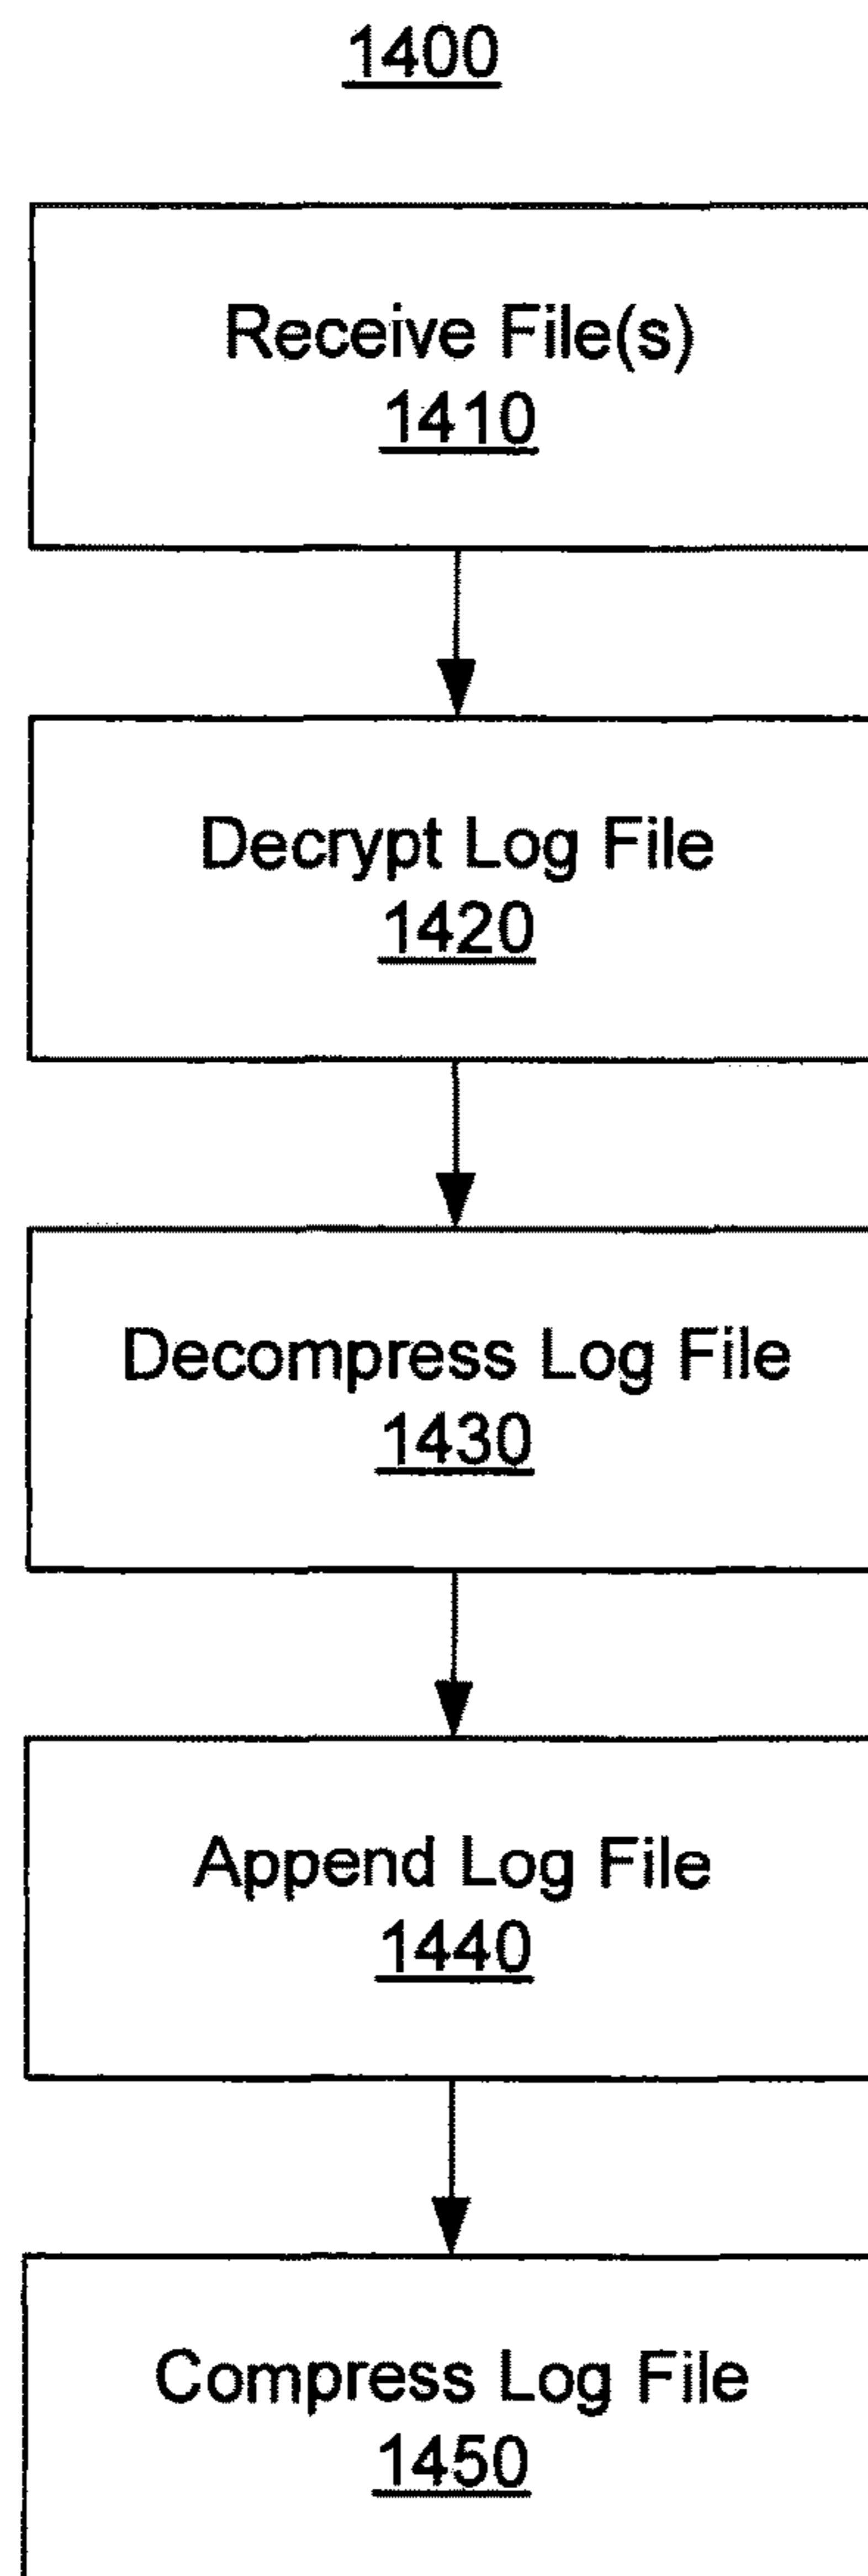 1400
Receive File(s)
1410
Decrypt Log File
1420
Decompress Log File
1430
Append Log File
1440
Compress Log File
1450